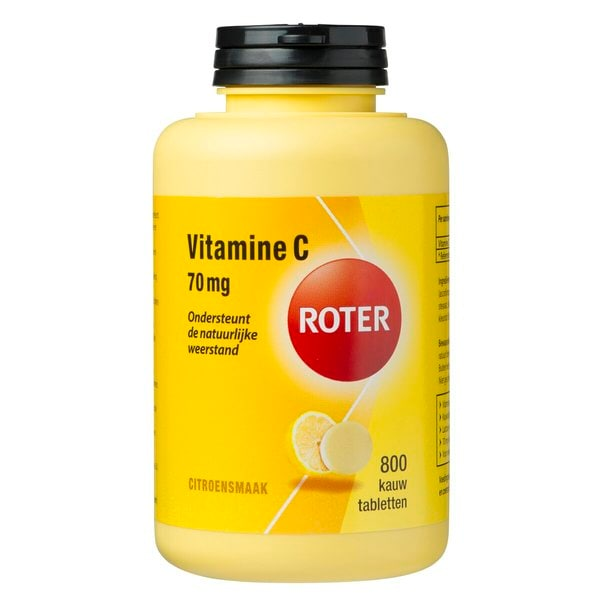 Vitamine C
70 mg
Ondersteunt
de natuurlijke
weerstand
ROTER
CITROENSMAAK
800
kauw
tabletten